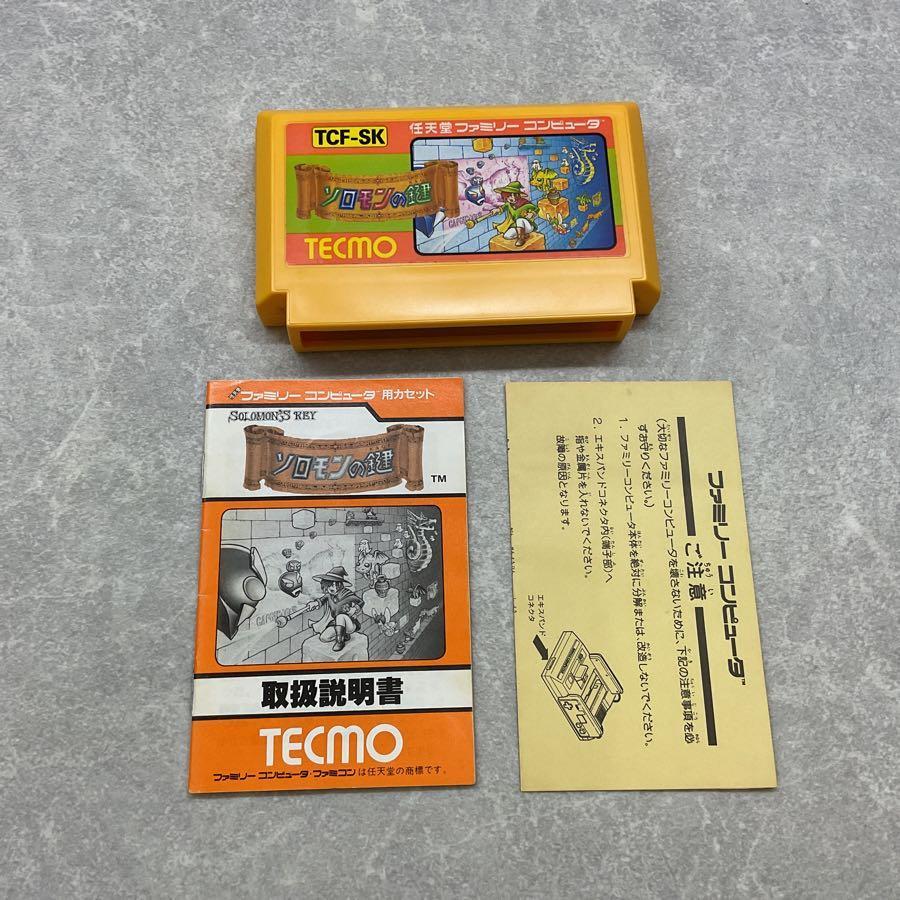 TCF-SK
任天堂 ファミリー コンピュータ™
ソロモンの鍵
TECMO
ファミリー コンピュータ™用カセット
SOLOMON'S KEY
ソロモンの鍵
TM
取扱説明書
TECMO
ファミリー コンピュータ・ファミコンは任天堂の商標です。
ファミリー コンピュータ™
ご注意
(大切なファミリーコンピュータを壊さないために、下記の注意事項を必
ずお守りください。)
1. ファミリーコンピュータ本体を絶対に分解または、改造しないでください。
2. エキスパンドコネクタ内(端子部)へ
指や金属片を入れないでください。
故障の原因となります。
エキスパンド
コネクタ